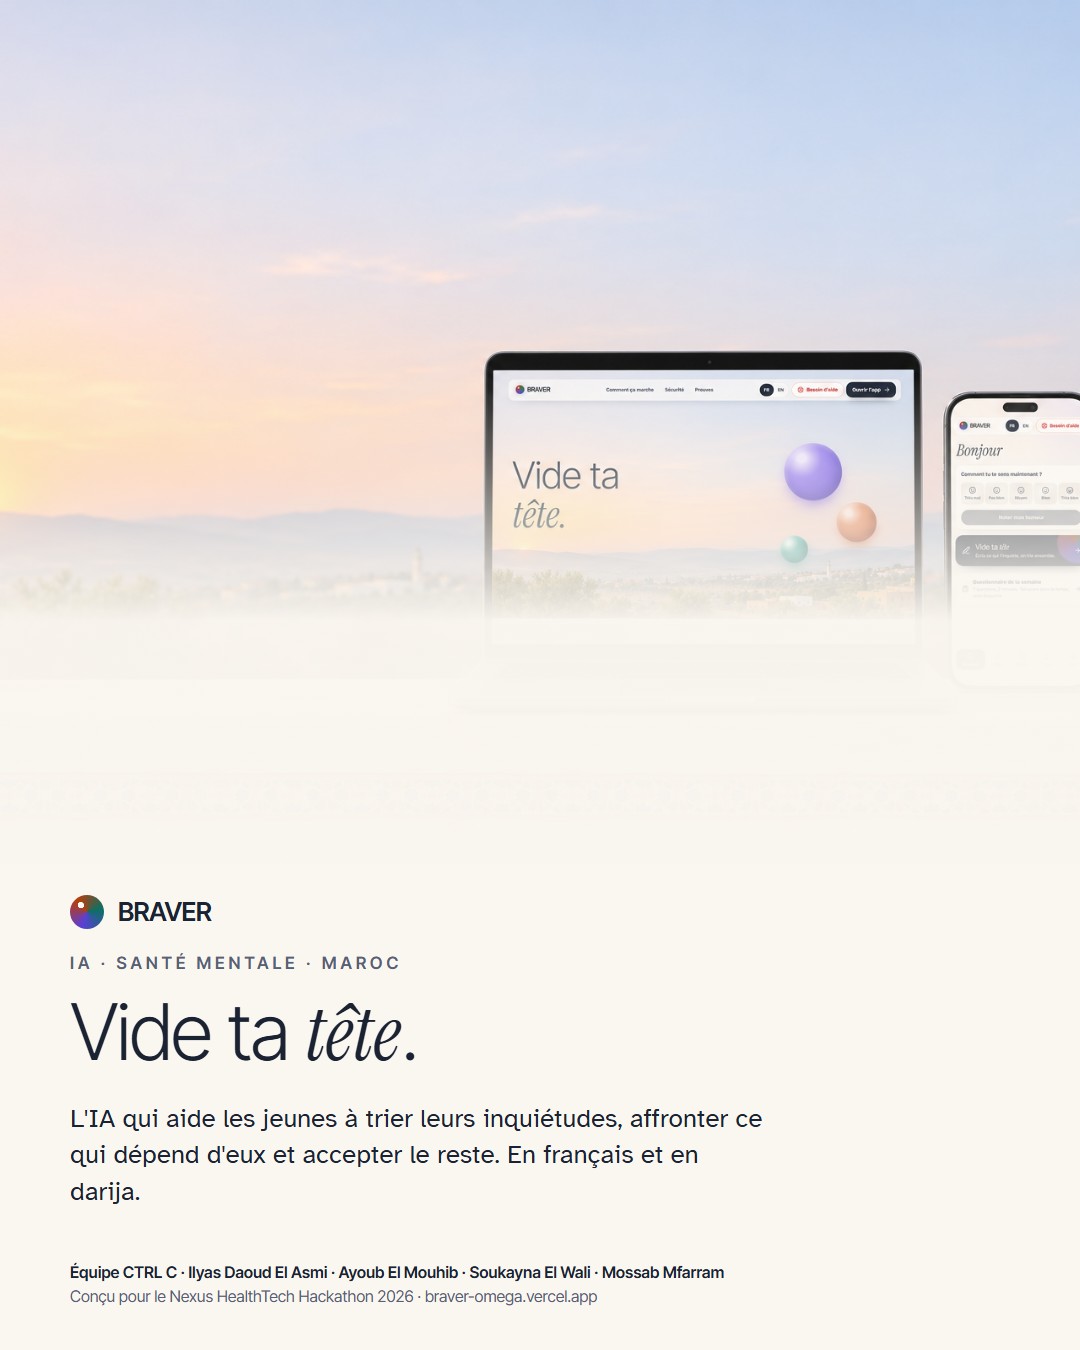 BRAVER
Comment ça marche
Sécurité
Preuves
FR
EN
Besoin d'aide
Ouvrir l'app →
Vide ta
tête.
BRAVER
FR
EN
Besoin d'aide
Bonjour
Comment tu te sens maintenant ?
Vide ta tête
BRAVER
IA · SANTÉ MENTALE · MAROC
Vide ta tête.
L'IA qui aide les jeunes à trier leurs inquiétudes, affronter ce
qui dépend d'eux et accepter le reste. En français et en
darija.
Équipe CTRL C · Ilyas Daoud El Asmi · Ayoub El Mouhib · Soukayna El Wali · Mossab Mfarram
Conçu pour le Nexus HealthTech Hackathon 2026 · braver-omega.vercel.app